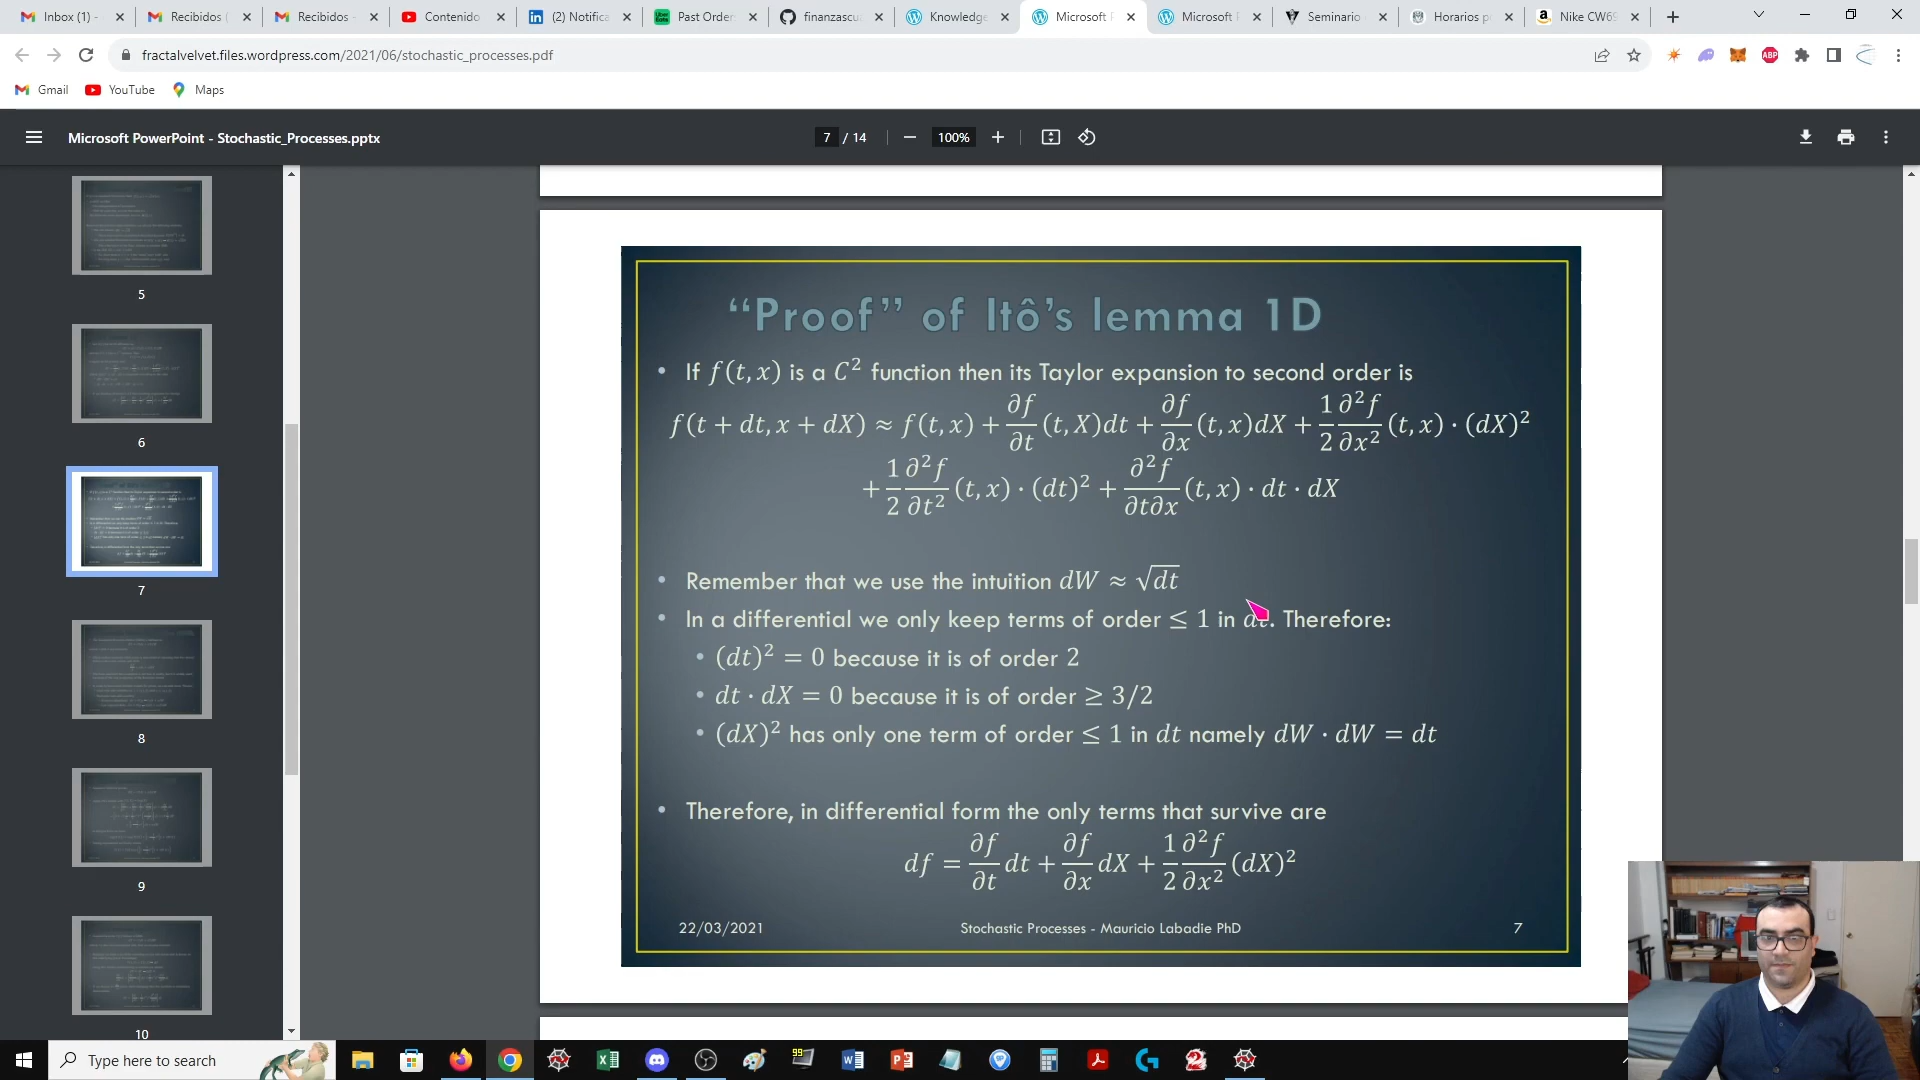 Inbox (1) -
Recibidos (
Recibidos -
Contenido
(2) Notifica
Past Order
finanzascu
Knowledge
Microsoft P
Microsoft P
Seminario
Horarios p
Nike CW65
fractalvelvet.files.wordpress.com/2021/06/stochastic_processes.pdf
Gmail
YouTube
Maps
Microsoft PowerPoint - Stochastic_Processes.pptx
7 / 14
100%
5
6
7
8
9
10
“Proof” of Itô’s lemma 1D
• If f(t, x) is a C² function then its Taylor expansion to second order is
f(t + dt, x + dX) ≈ f(t, x) + ∂f/∂t (t, X)dt + ∂f/∂x (t, x)dX + 1/2 ∂²f/∂x² (t, x) · (dX)²
+ 1/2 ∂²f/∂t² (t, x) · (dt)² + ∂²f/∂t∂x (t, x) · dt · dX
• Remember that we use the intuition dW ≈ √dt
• In a differential we only keep terms of order ≤ 1 in dt. Therefore:
• (dt)² = 0 because it is of order 2
• dt · dX = 0 because it is of order ≥ 3/2
• (dX)² has only one term of order ≤ 1 in dt namely dW · dW = dt
• Therefore, in differential form the only terms that survive are
df = ∂f/∂t dt + ∂f/∂x dX + 1/2 ∂²f/∂x² (dX)²
22/03/2021
Stochastic Processes - Mauricio Labadie PhD
7
Type here to search